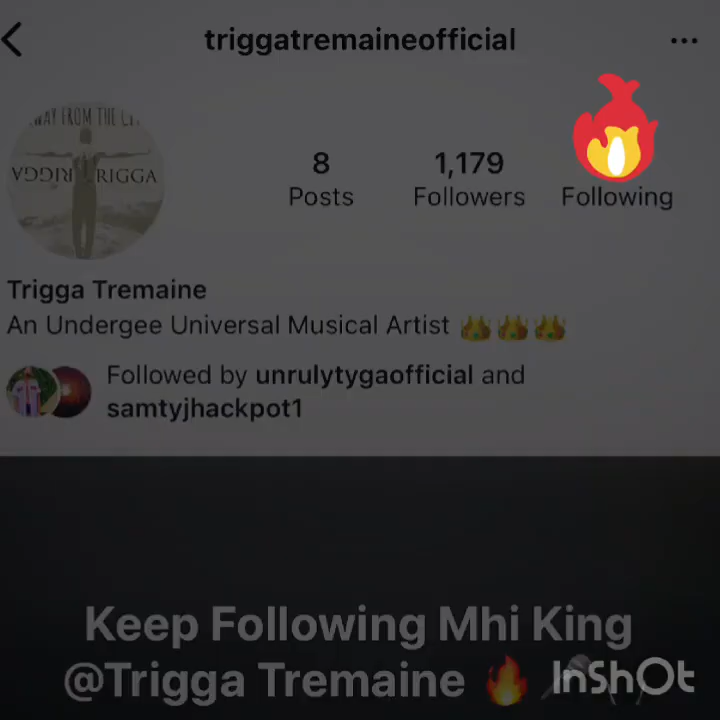 triggatremaineofficial
8
1,179
Posts
Followers
Following
RIGGA
Trigga Tremaine
An Undergee Universal Musical Artist 👑👑👑
Followed by unrulytygaofficial and
samtyjhackpot1
Keep Following Mhi King
@Trigga Tremaine 🔥
InShOt